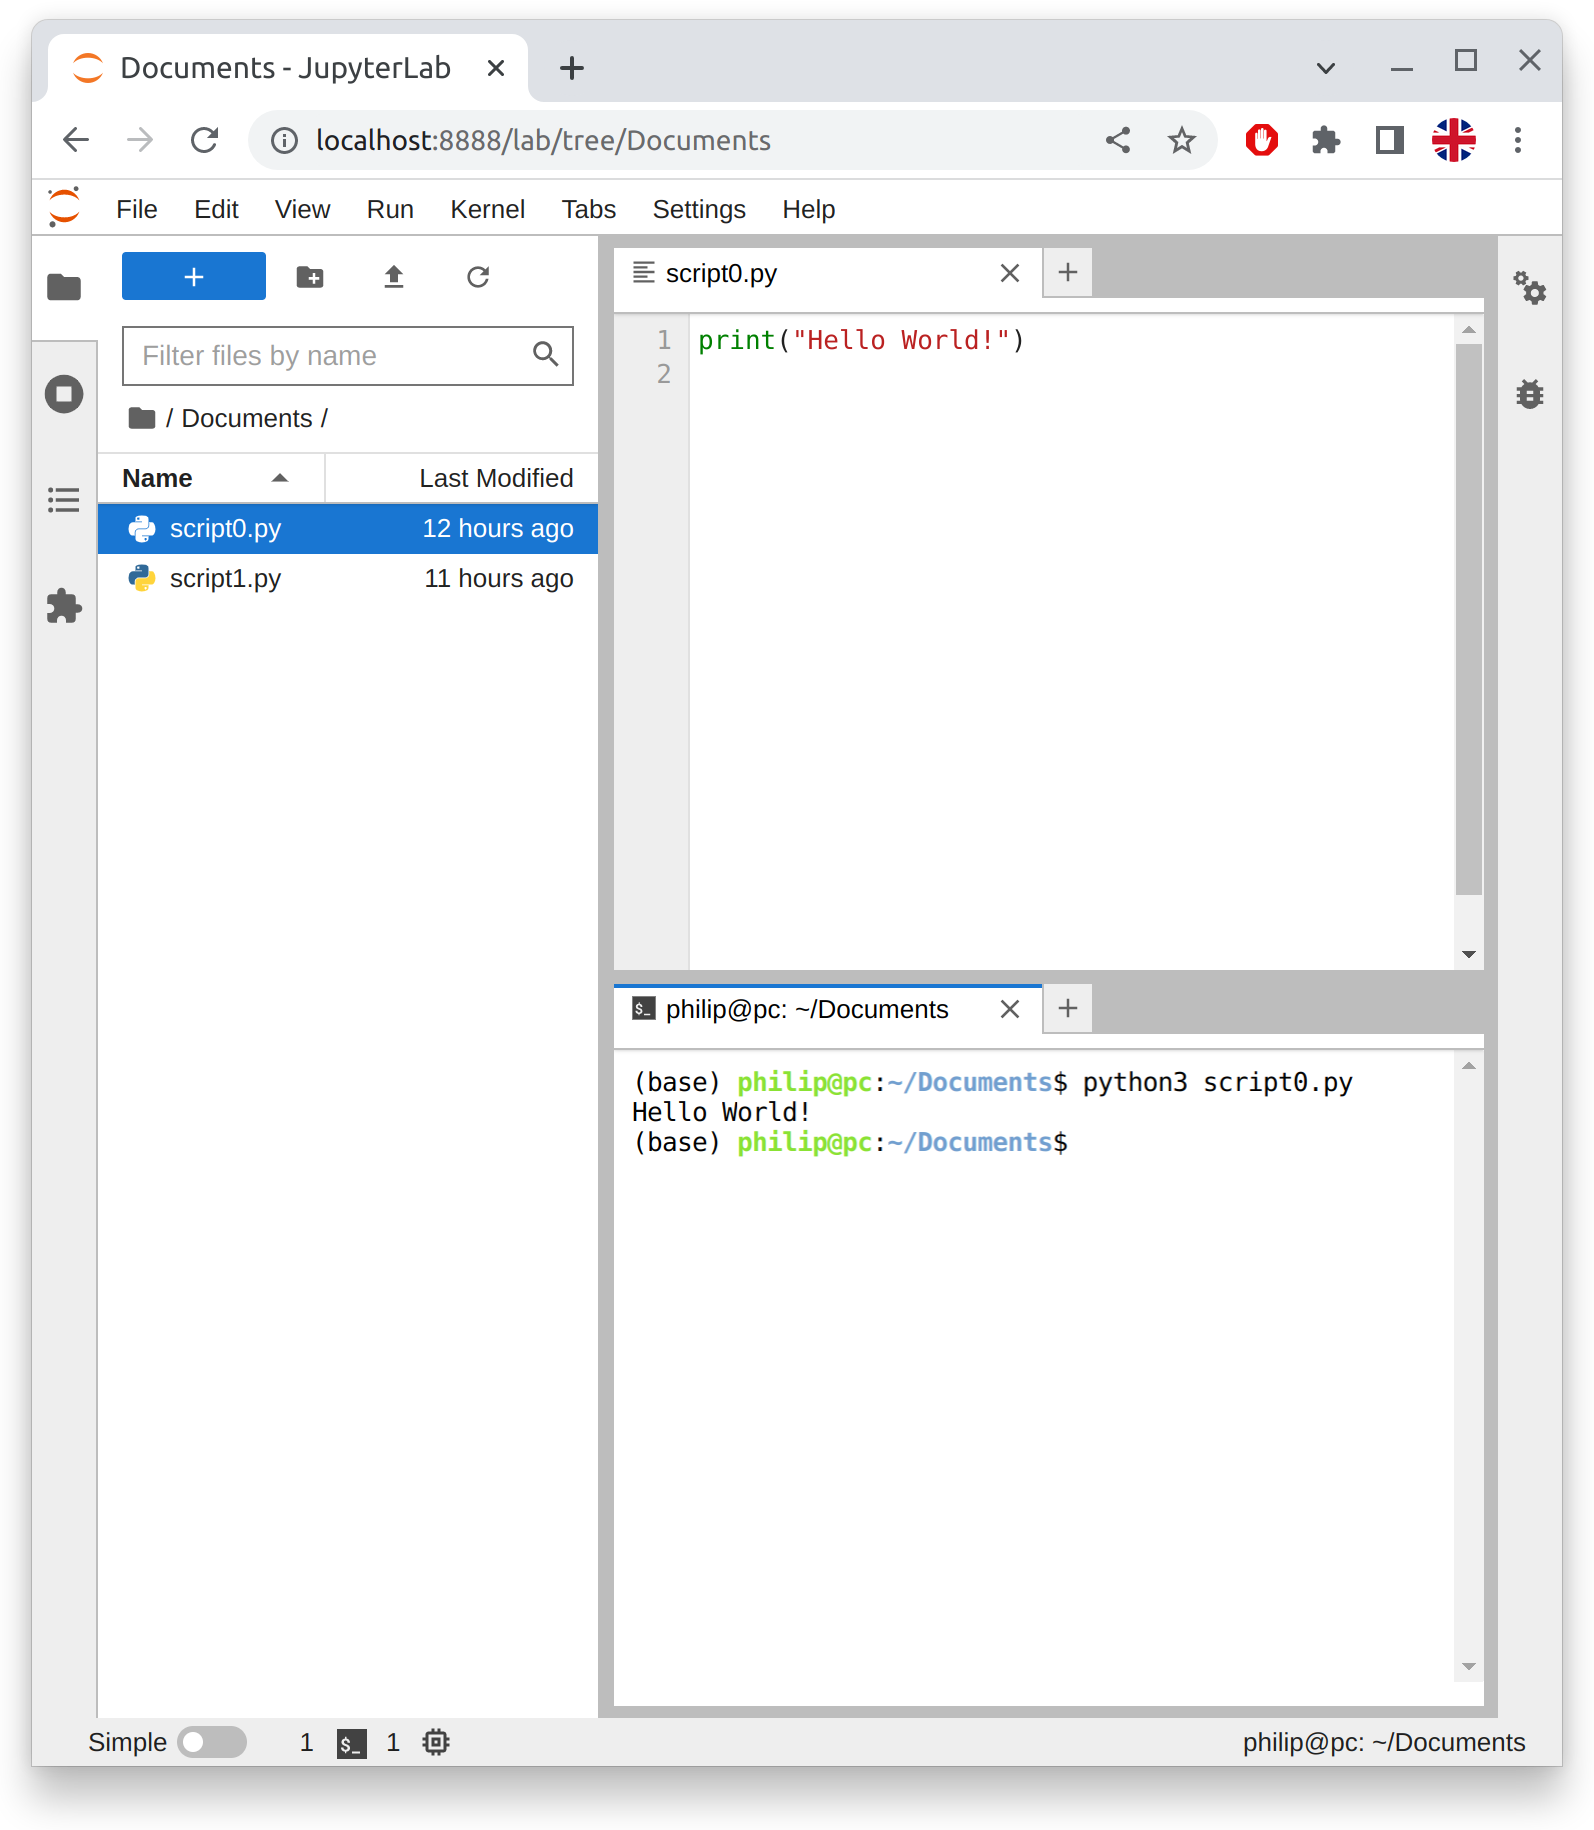 Documents - JupyterLab
localhost:8888/lab/tree/Documents
File Edit View Run Kernel Tabs Settings Help
Filter files by name
/ Documents /
Name Last Modified
script0.py 12 hours ago
script1.py 11 hours ago
script0.py
1 print("Hello World!")
2
philip@pc: ~/Documents
(base) philip@pc:~/Documents$ python3 script0.py
Hello World!
(base) philip@pc:~/Documents$
Simple 1 $_ 1 philip@pc: ~/Documents